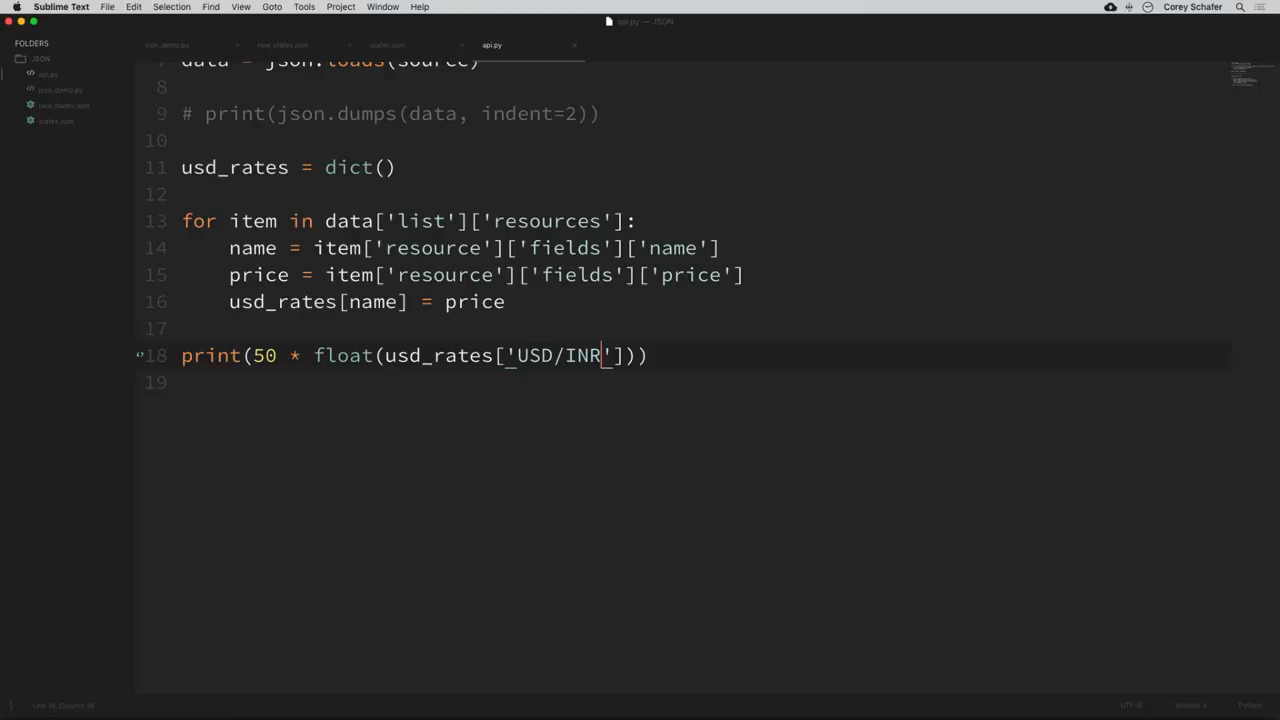 Sublime Text File Edit Selection Find View Goto Tools Project Window Help Corey Schafer
api.py — JSON
FOLDERS
JSON
api.py
json_demo.py
new_states.json
states.json
json_demo.py new_states.json states.json api.py
7 data = json.loads(source)
8
9 # print(json.dumps(data, indent=2))
10
11 usd_rates = dict()
12
13 for item in data['list']['resources']:
14 name = item['resource']['fields']['name']
15 price = item['resource']['fields']['price']
16 usd_rates[name] = price
17
18 print(50 * float(usd_rates['USD/INR']))
19
Line 18, Column 36 UTF-8 Spaces: 4 Python